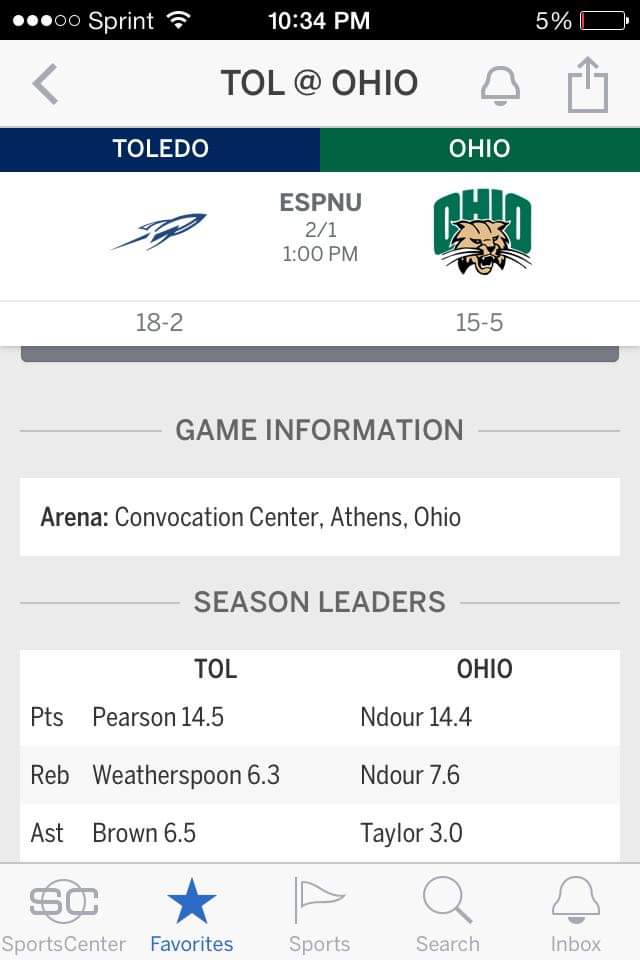 Sprint 10:34 PM 5%
TOL @ OHIO
TOLEDO OHIO
ESPNU
2/1
1:00 PM
OHIO
18-2 15-5
GAME INFORMATION
Arena: Convocation Center, Athens, Ohio
SEASON LEADERS
TOL OHIO
Pts Pearson 14.5 Ndour 14.4
Reb Weatherspoon 6.3 Ndour 7.6
Ast Brown 6.5 Taylor 3.0
SC
SportsCenter Favorites Sports Search Inbox